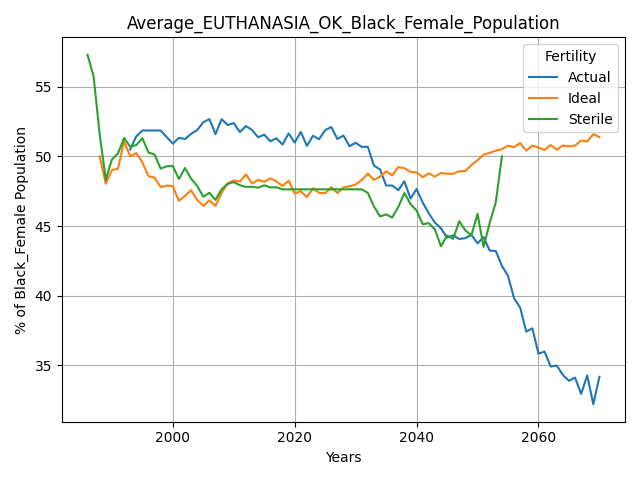 Average_EUTHANASIA_OK_Black_Female_Population
Fertility
Actual
Ideal
Sterile
55
50
45
40
35
% of Black_Female Population
2000
2020
2040
2060
Years